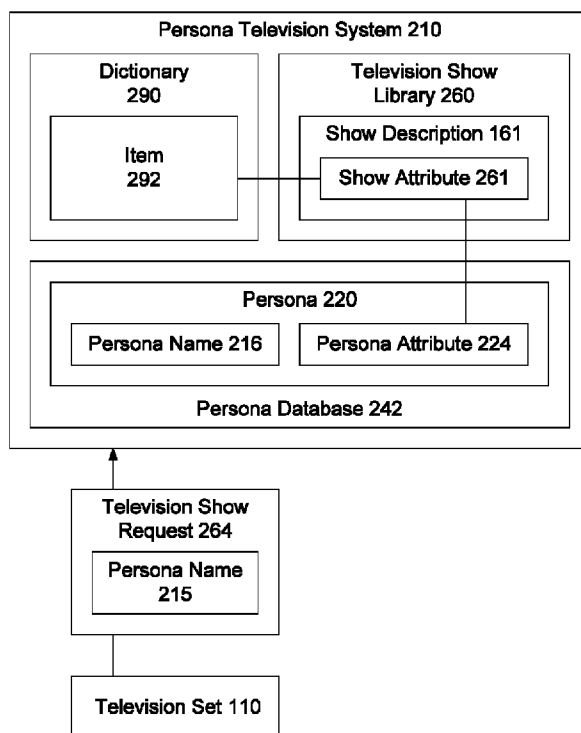 Persona Television System 210
Dictionary
290
Item
292
Television Show
Library 260
Show Description 161
Show Attribute 261
Persona 220
Persona Name 216
Persona Attribute 224
Persona Database 242
Television Show
Request 264
Persona Name
215
Television Set 110